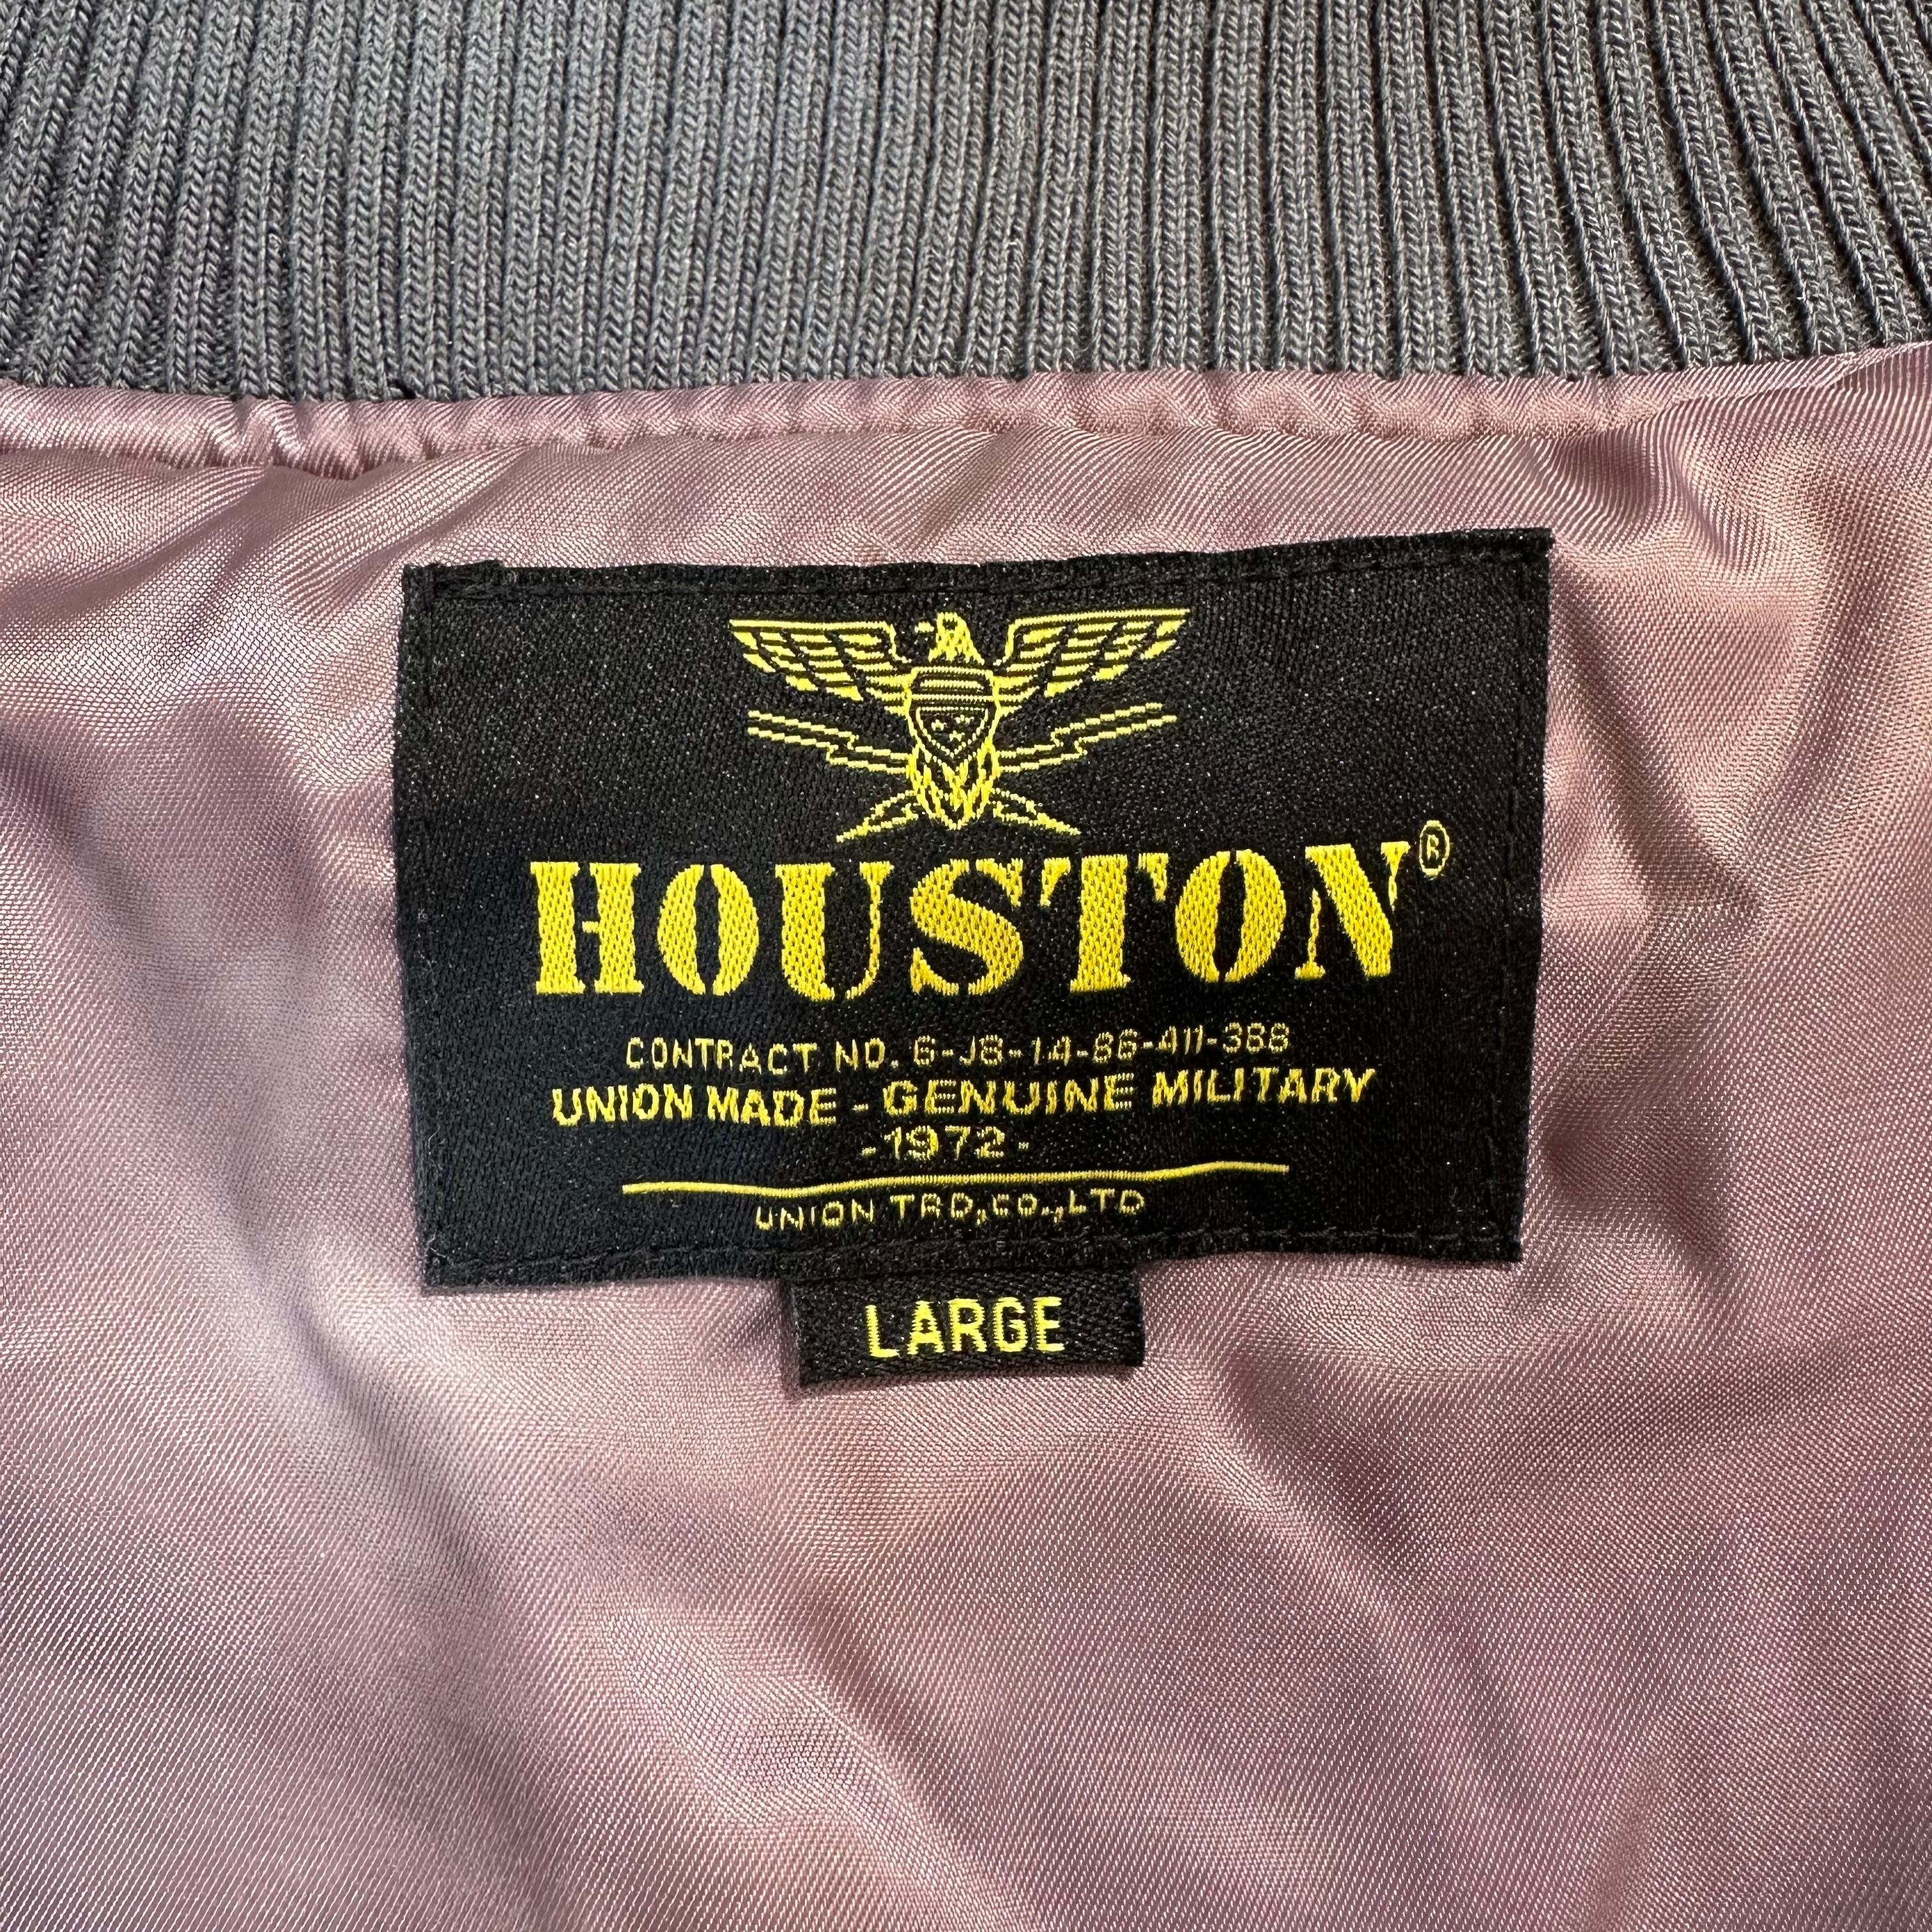 HOUSTON®
CONTRACT NO. 6-J8-14-86-411-388
UNION MADE - GENUINE MILITARY
-1972-
UNION TRD,CO.,LTD
LARGE